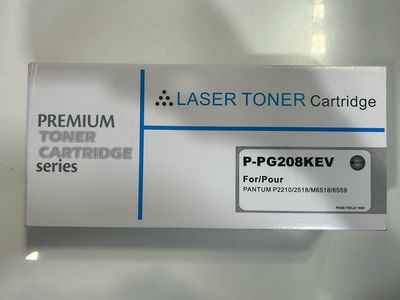 PREMIUM
TONER
CARTRIDGE
series
LASER TONER Cartridge
P-PG208KEV
For/Pour
PANTUM P2210/2518/M6518/6559